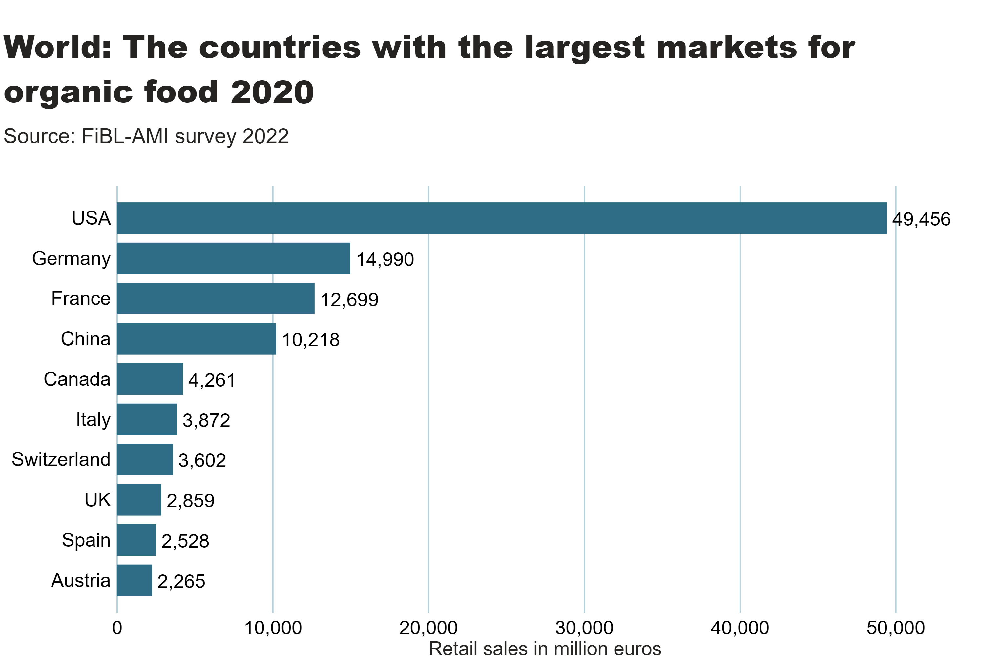 World: The countries with the largest markets for
organic food 2020
Source: FiBL-AMI survey 2022
USA 49,456
Germany 14,990
France 12,699
China 10,218
Canada 4,261
Italy 3,872
Switzerland 3,602
UK 2,859
Spain 2,528
Austria 2,265
0 10,000 20,000 30,000 40,000 50,000
Retail sales in million euros